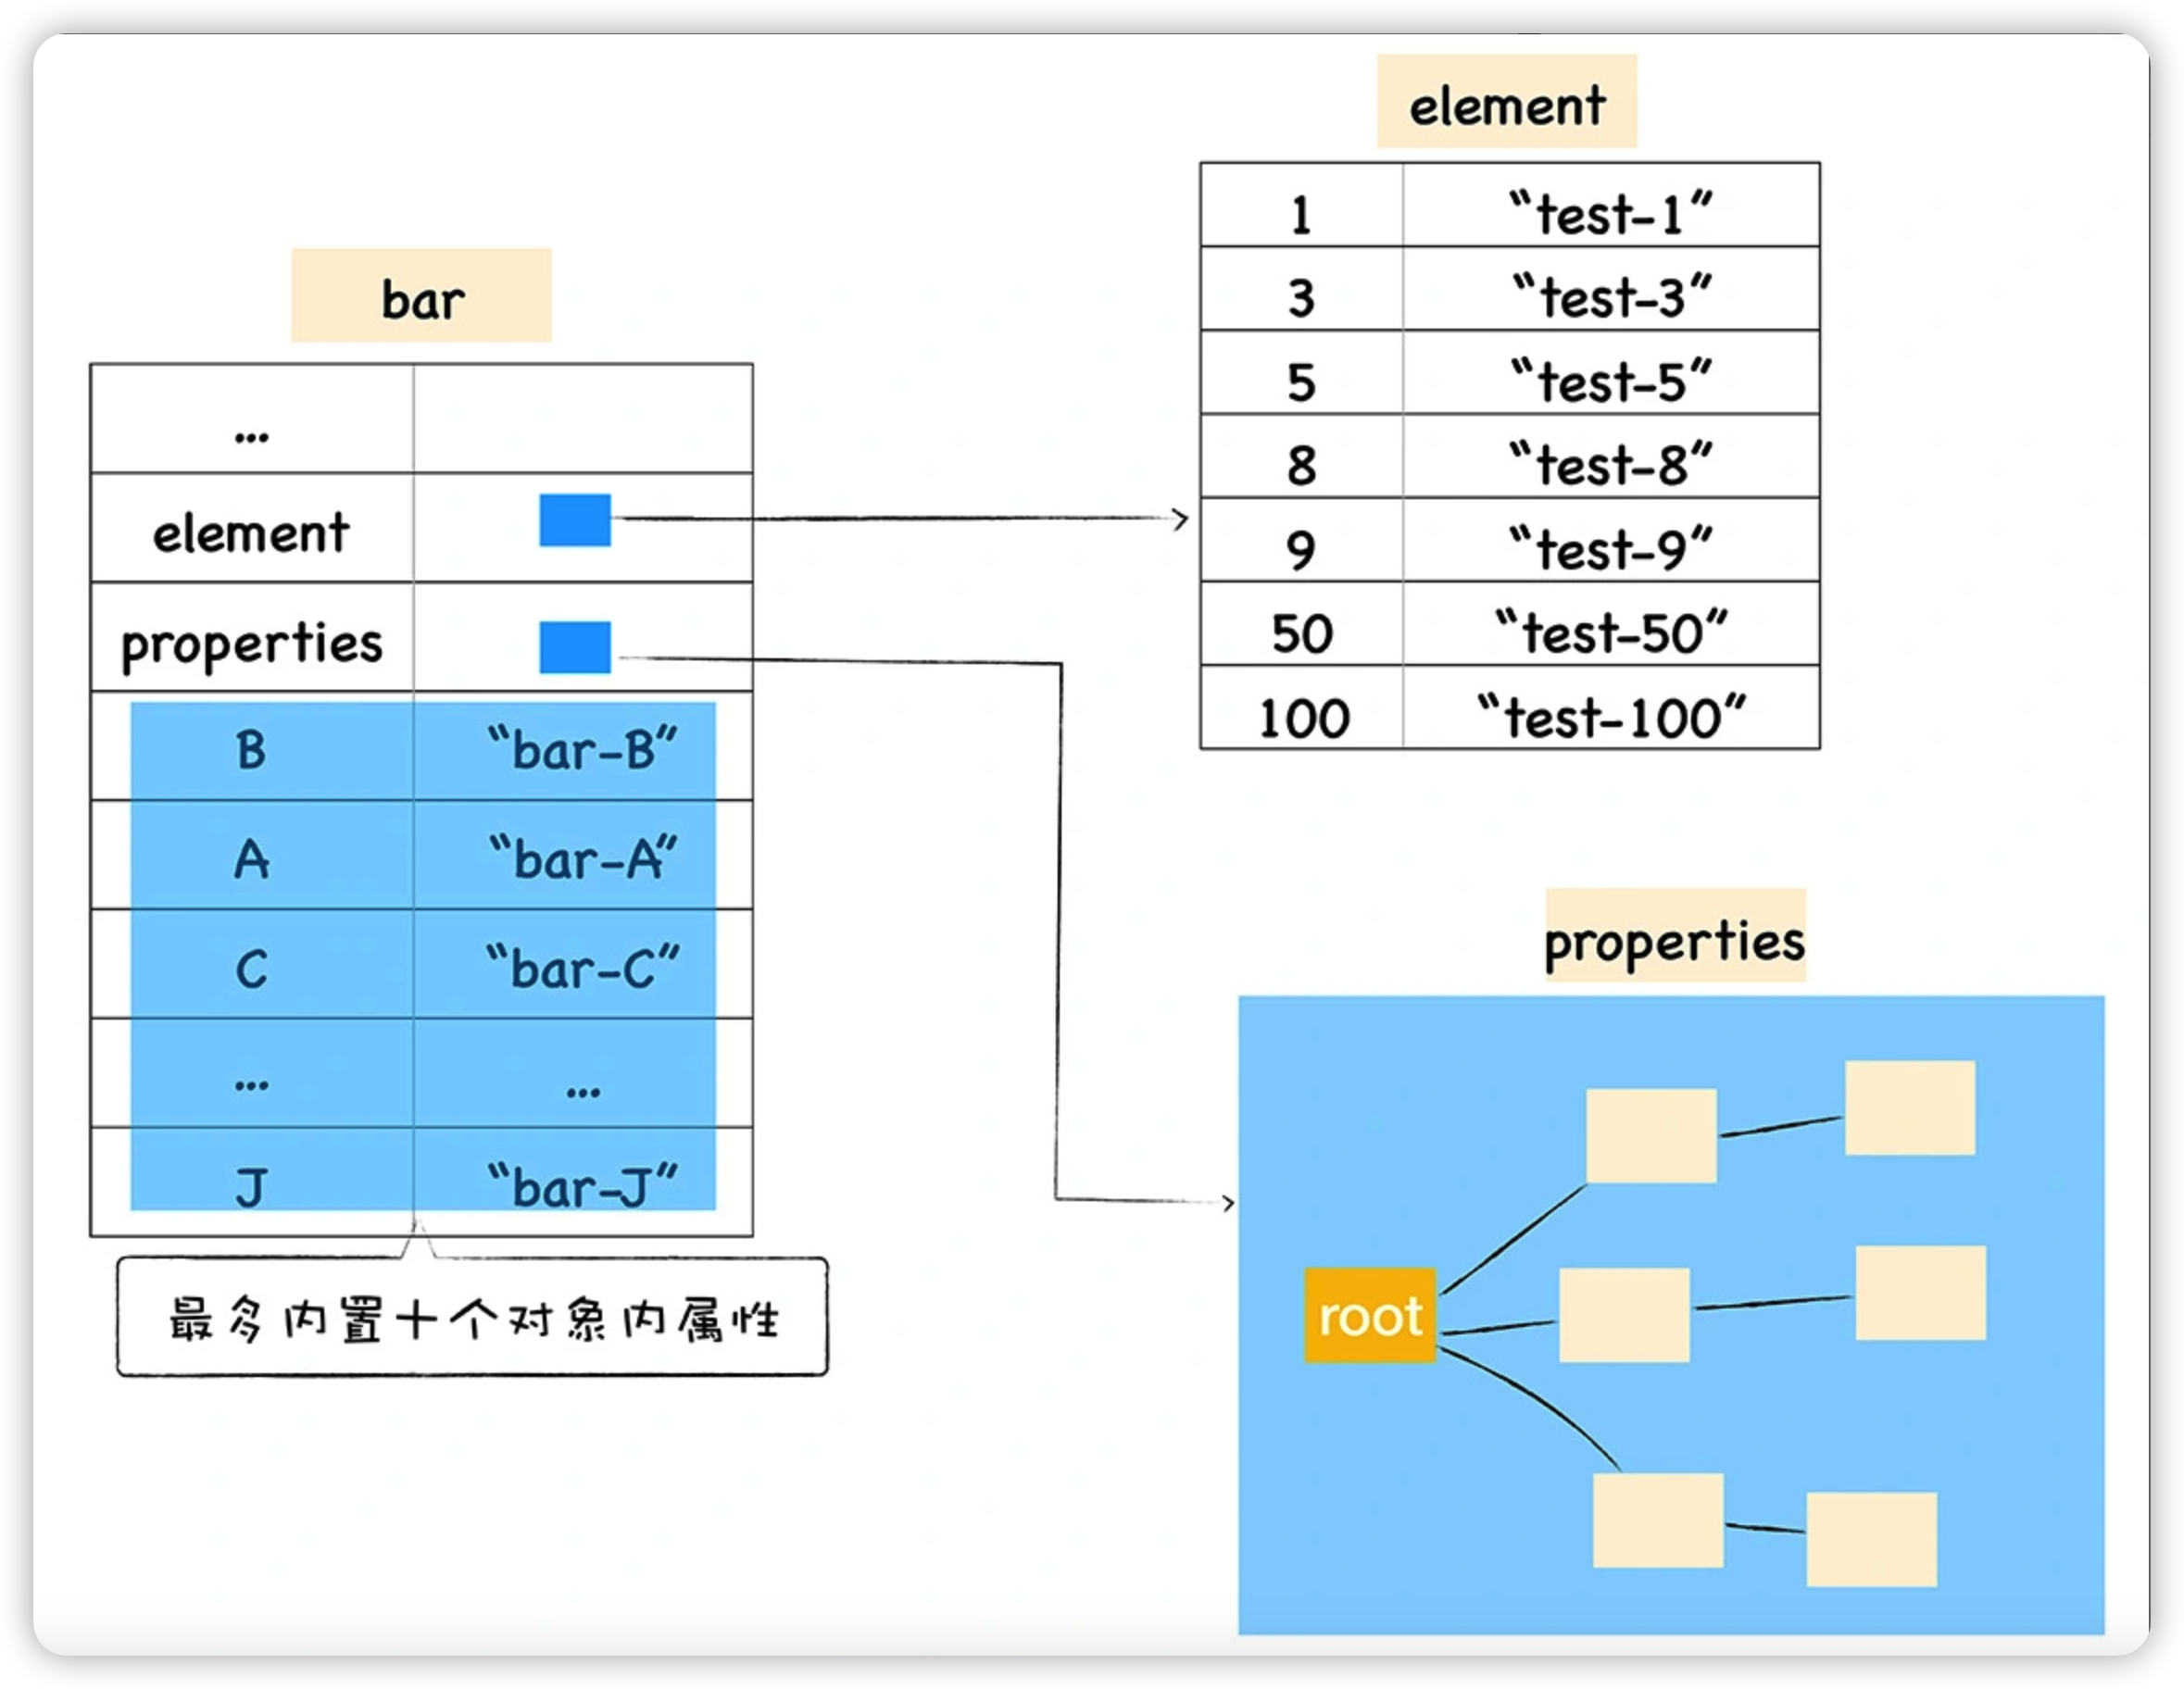 bar
...
element
properties
B “bar-B”
A “bar-A”
C “bar-C”
... ...
J “bar-J”
最多内置十个对象内属性
element
1 “test-1”
3 “test-3”
5 “test-5”
8 “test-8”
9 “test-9”
50 “test-50”
100 “test-100”
properties
root